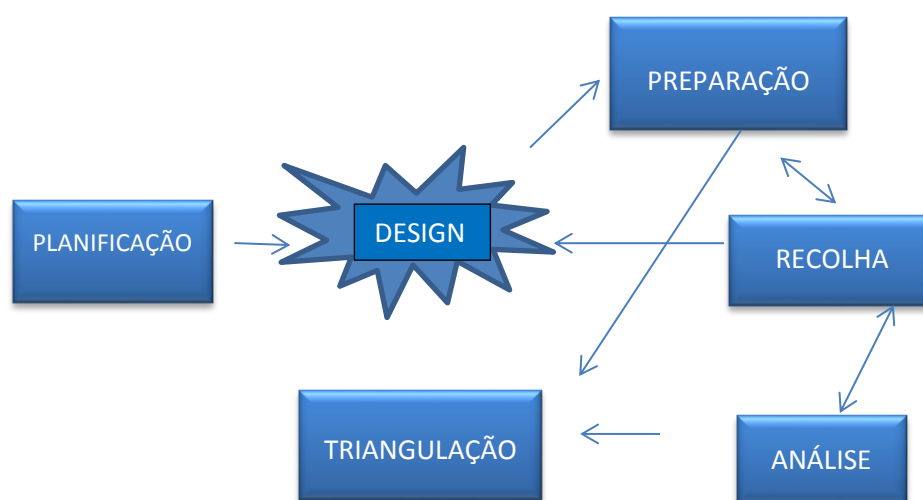 PREPARAÇÃO
PLANIFICAÇÃO
DESIGN
RECOLHA
TRIANGULAÇÃO
ANÁLISE